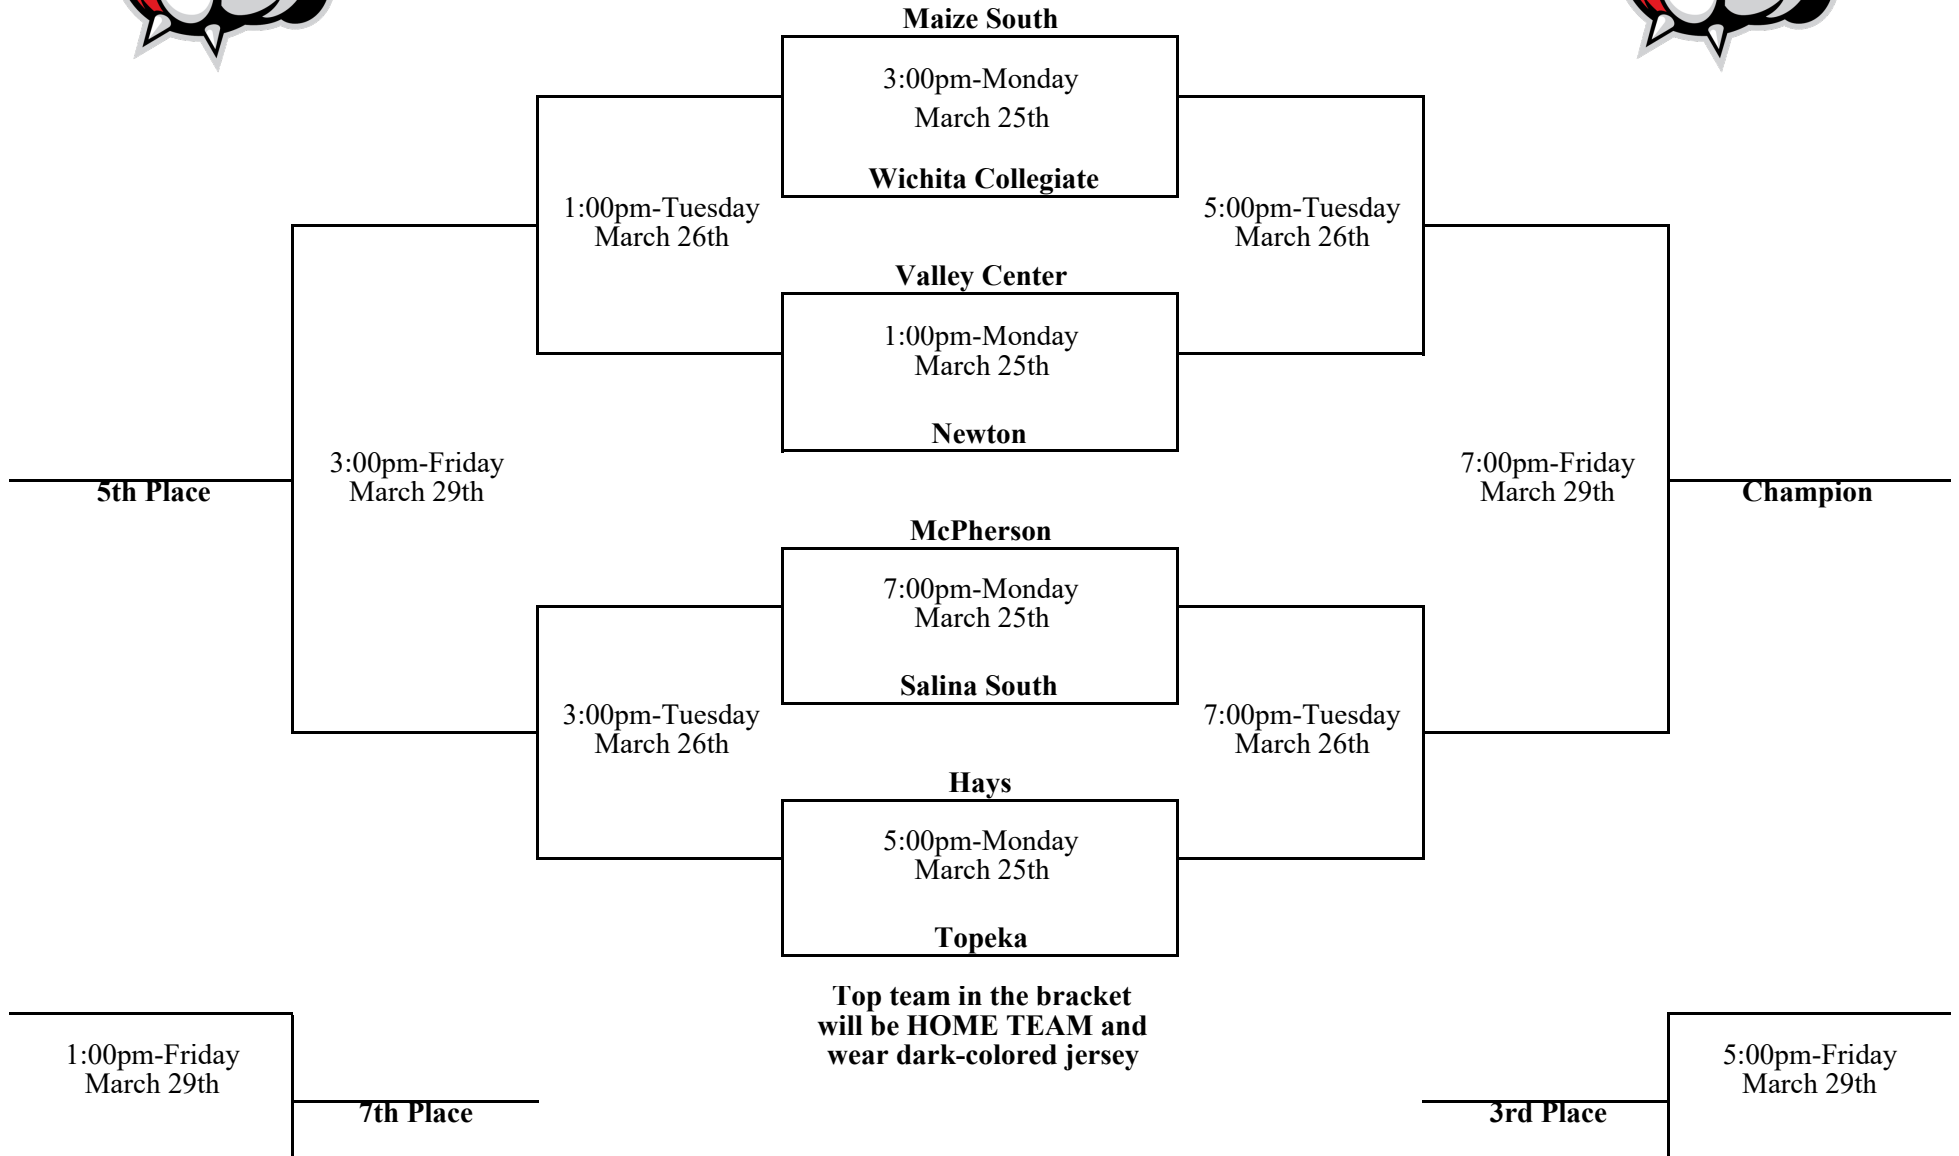 Maize South
3:00pm-Monday
March 25th
Wichita Collegiate
1:00pm-Tuesday
March 26th
5:00pm-Tuesday
March 26th
Valley Center
1:00pm-Monday
March 25th
Newton
3:00pm-Friday
March 29th
7:00pm-Friday
March 29th
5th Place
Champion
McPherson
7:00pm-Monday
March 25th
Salina South
3:00pm-Tuesday
March 26th
7:00pm-Tuesday
March 26th
Hays
5:00pm-Monday
March 25th
Topeka
Top team in the bracket
will be HOME TEAM and
wear dark-colored jersey
1:00pm-Friday
March 29th
5:00pm-Friday
March 29th
7th Place
3rd Place